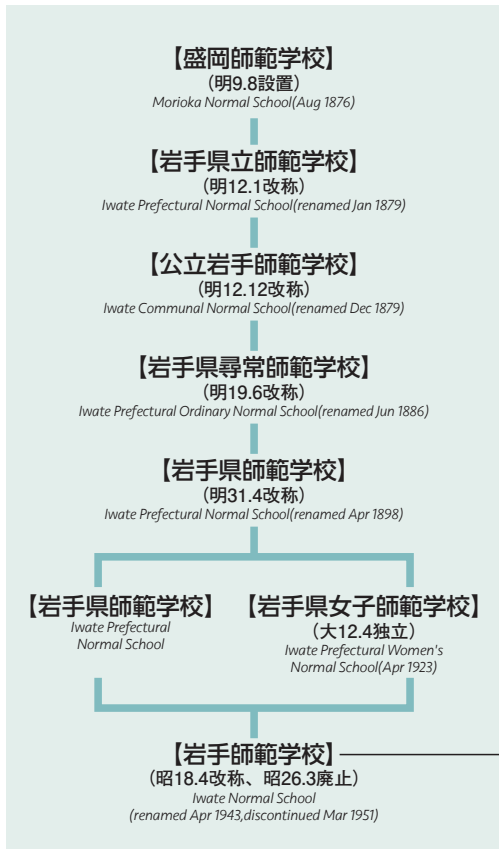 【盛岡師範学校】
（明9.8設置）
Morioka Normal School(Aug 1876)
【岩手県立師範学校】
（明12.1改称）
Iwate Prefectural Normal School(renamed Jan 1879)
【公立岩手師範学校】
（明12.12改称）
Iwate Communal Normal School(renamed Dec 1879)
【岩手県尋常師範学校】
（明19.6改称）
Iwate Prefectural Ordinary Normal School(renamed Jun 1886)
【岩手県師範学校】
（明31.4改称）
Iwate Prefectural Normal School(renamed Apr 1898)
【岩手県師範学校】
Iwate Prefectural
Normal School
【岩手県女子師範学校】
（大12.4独立）
Iwate Prefectural Women's
Normal School(Apr 1923)
【岩手師範学校】
（昭18.4改称、昭26.3廃止）
Iwate Normal School
(renamed Apr 1943,discontinued Mar 1951)